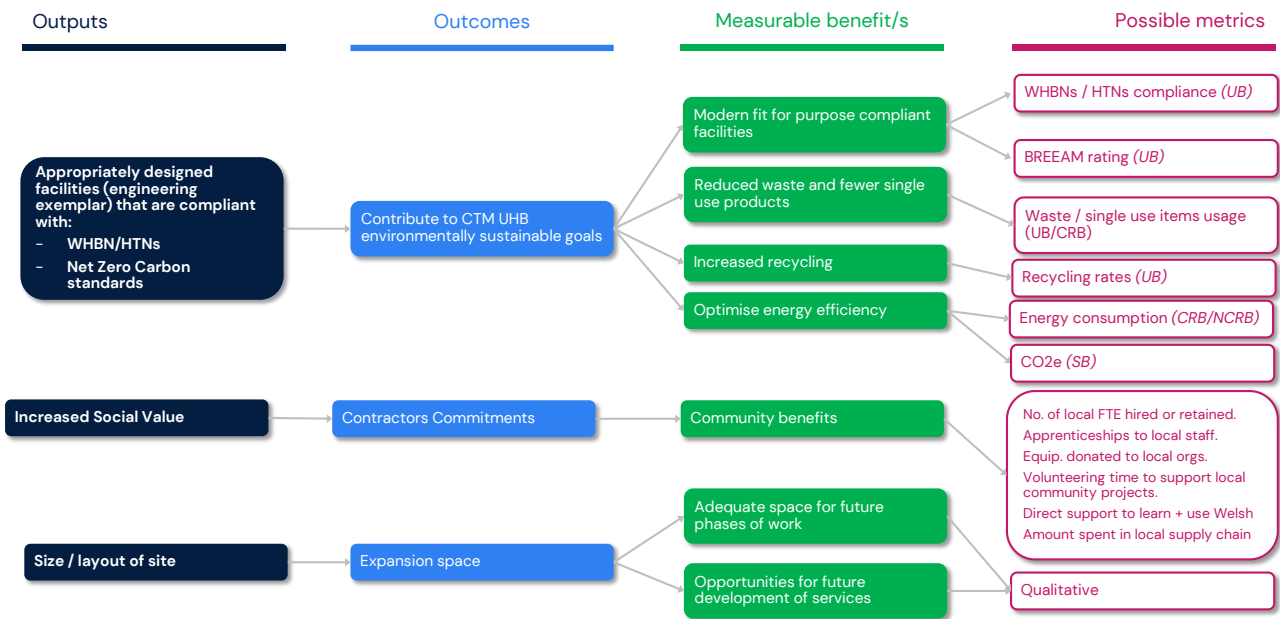 Outputs
Outcomes
Measurable benefit/s
Possible metrics
Appropriately designed
facilities (engineering
exemplar) that are compliant
with:
- WHBN/HTNs
- Net Zero Carbon
standards
Contribute to CTM UHB
environmentally sustainable goals
Modern fit for purpose compliant
facilities
Reduced waste and fewer single
use products
Increased recycling
Optimise energy efficiency
WHBNs / HTNs compliance (UB)
BREEAM rating (UB)
Waste / single use items usage
(UB/CRB)
Recycling rates (UB)
Energy consumption (CRB/NCRB)
CO2e (SB)
Increased Social Value
Contractors Commitments
Community benefits
No. of local FTE hired or retained.
Apprenticeships to local staff.
Equip. donated to local orgs.
Volunteering time to support local
community projects.
Direct support to learn + use Welsh
Amount spent in local supply chain
Size / layout of site
Expansion space
Adequate space for future
phases of work
Opportunities for future
development of services
Qualitative